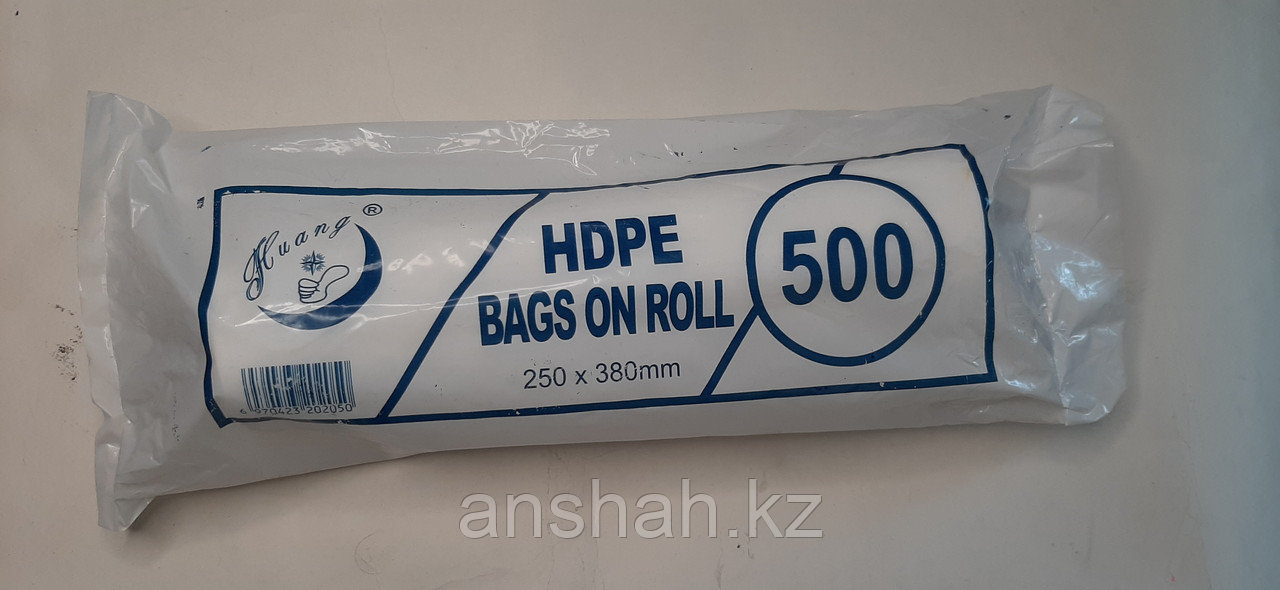 Huang ®
HDPE
BAGS ON ROLL
250 x 380mm
500
6 970423 202050
anshah.kz